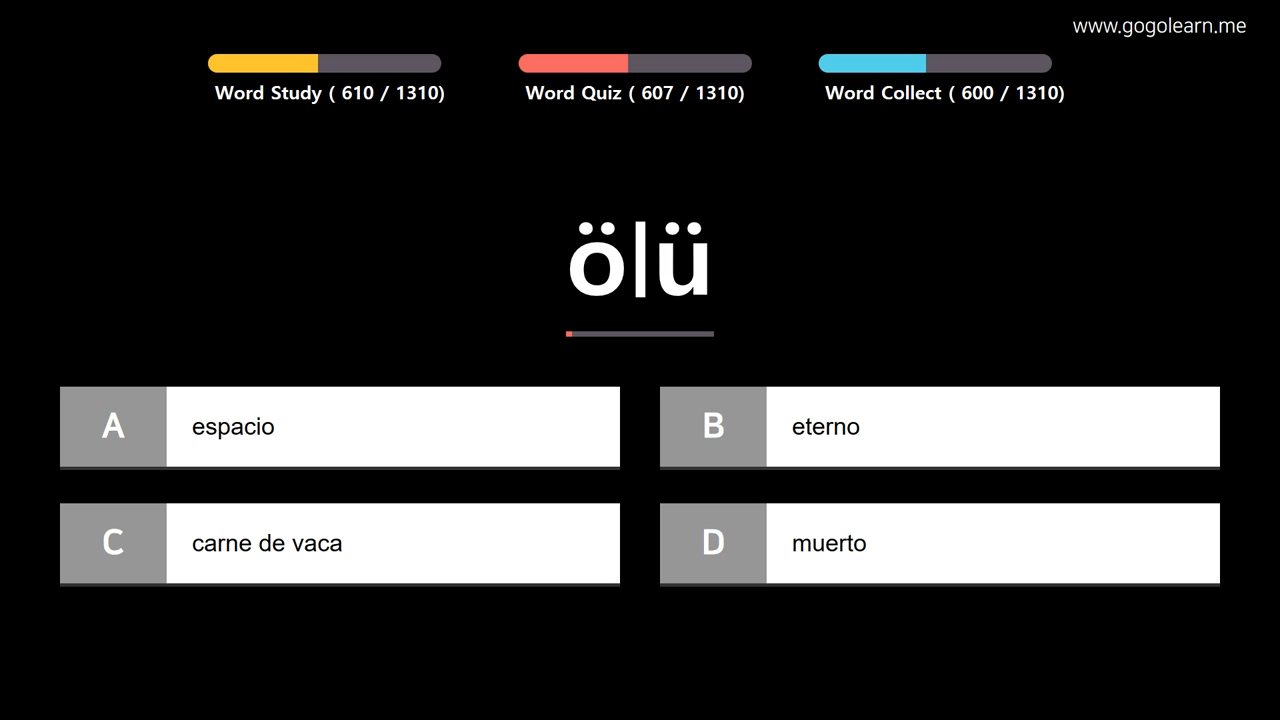 www.gogolearn.me
Word Study ( 610 / 1310)
Word Quiz ( 607 / 1310)
Word Collect ( 600 / 1310)
ölü
A espacio
B eterno
C carne de vaca
D muerto